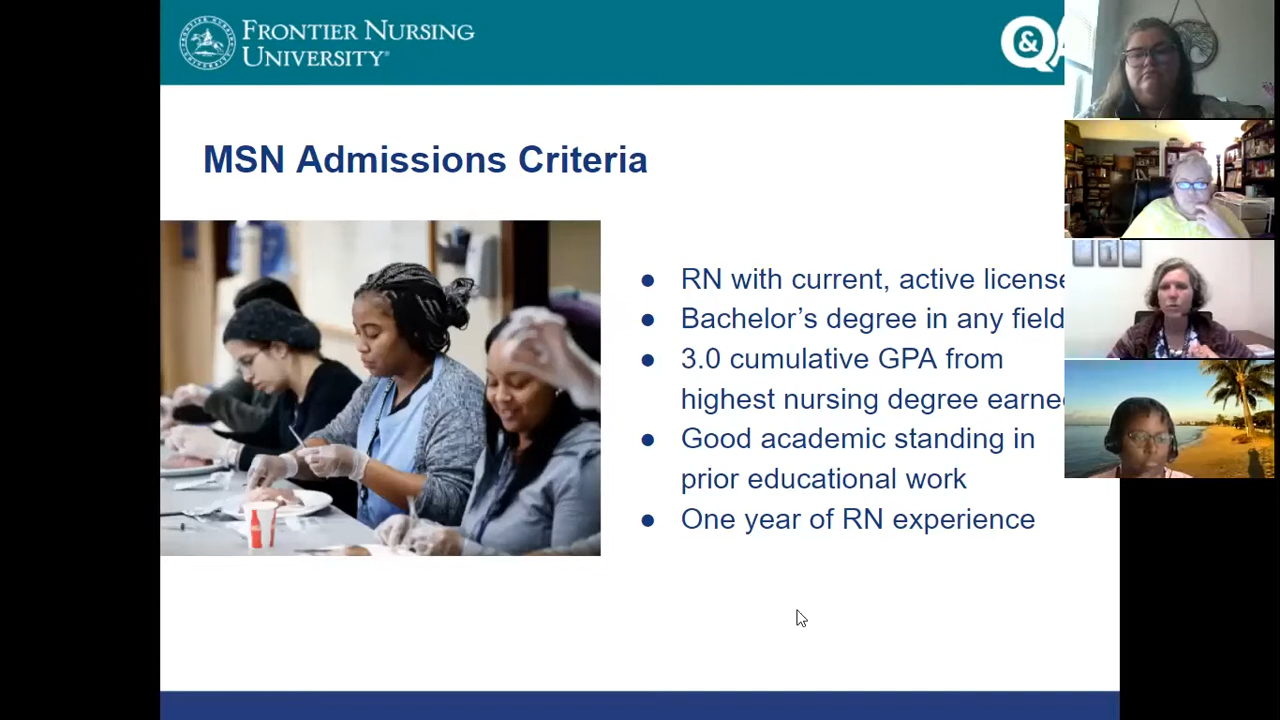 FRONTIER NURSING
UNIVERSITY®
Q&A
MSN Admissions Criteria
● RN with current, active license
● Bachelor's degree in any field
● 3.0 cumulative GPA from
highest nursing degree earne
● Good academic standing in
prior educational work
● One year of RN experience